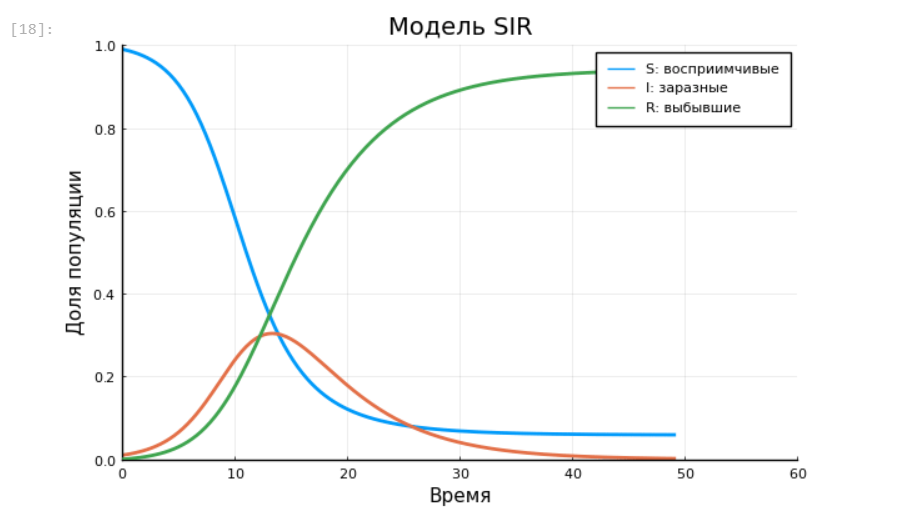 [18]:
Модель SIR
1.0
0.8
0.6
0.4
0.2
0.0
Доля популяции
S: восприимчивые
I: заразные
R: выбывшие
0 10 20 30 40 50 60
Время